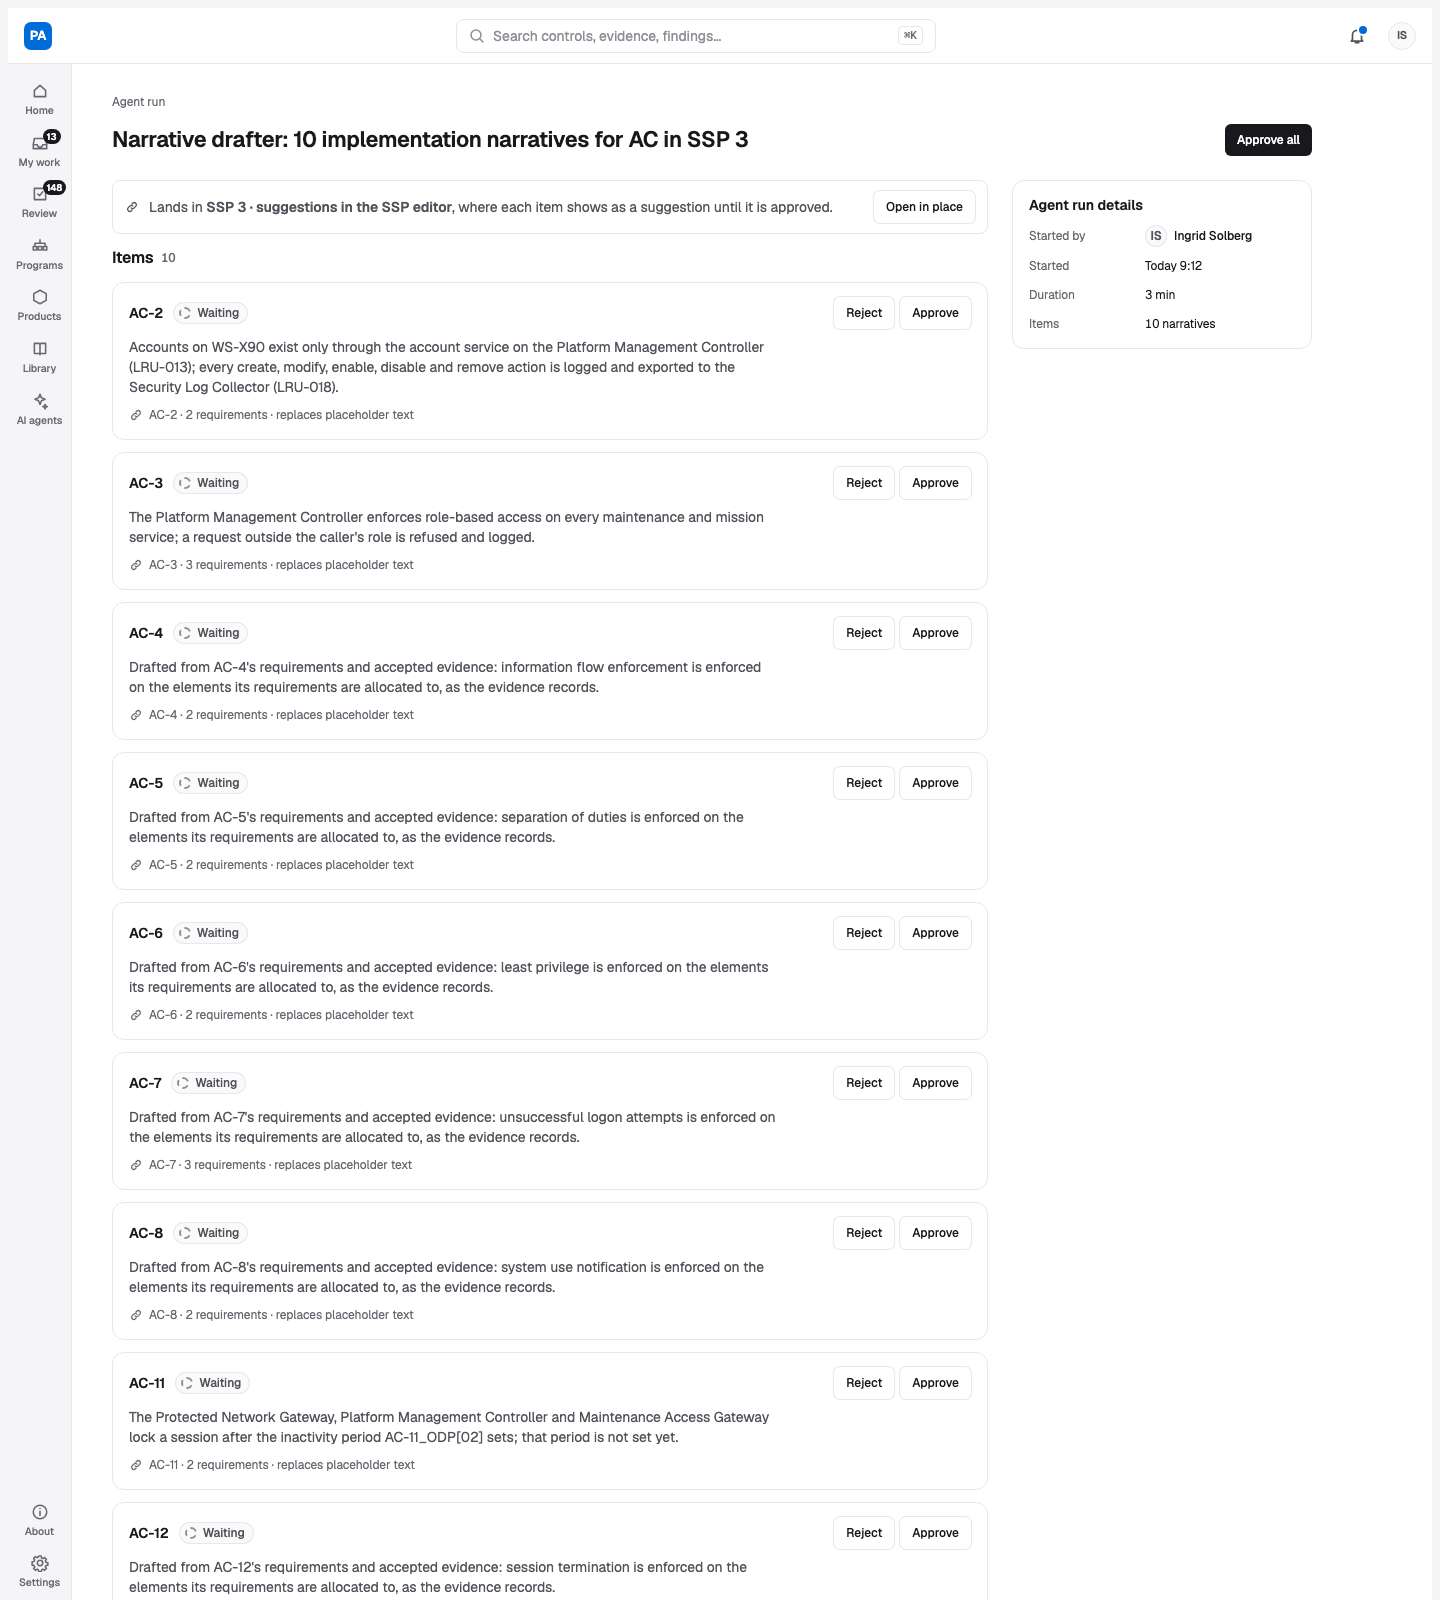 PA
Search controls, evidence, findings...
⌘K
IS
Home
13
My work
148
Review
Programs
Products
Library
AI agents
About
Settings
Agent run
Narrative drafter: 10 implementation narratives for AC in SSP 3
Approve all
Lands in SSP 3 · suggestions in the SSP editor, where each item shows as a suggestion until it is approved.
Open in place
Items 10
AC-2 Waiting
Reject Approve
Accounts on WS-X90 exist only through the account service on the Platform Management Controller
(LRU-013); every create, modify, enable, disable and remove action is logged and exported to the
Security Log Collector (LRU-018).
AC-2 · 2 requirements · replaces placeholder text
AC-3 Waiting
Reject Approve
The Platform Management Controller enforces role-based access on every maintenance and mission
service; a request outside the caller's role is refused and logged.
AC-3 · 3 requirements · replaces placeholder text
AC-4 Waiting
Reject Approve
Drafted from AC-4's requirements and accepted evidence: information flow enforcement is enforced
on the elements its requirements are allocated to, as the evidence records.
AC-4 · 2 requirements · replaces placeholder text
AC-5 Waiting
Reject Approve
Drafted from AC-5's requirements and accepted evidence: separation of duties is enforced on the
elements its requirements are allocated to, as the evidence records.
AC-5 · 2 requirements · replaces placeholder text
AC-6 Waiting
Reject Approve
Drafted from AC-6's requirements and accepted evidence: least privilege is enforced on the elements
its requirements are allocated to, as the evidence records.
AC-6 · 2 requirements · replaces placeholder text
AC-7 Waiting
Reject Approve
Drafted from AC-7's requirements and accepted evidence: unsuccessful logon attempts is enforced on
the elements its requirements are allocated to, as the evidence records.
AC-7 · 3 requirements · replaces placeholder text
AC-8 Waiting
Reject Approve
Drafted from AC-8's requirements and accepted evidence: system use notification is enforced on the
elements its requirements are allocated to, as the evidence records.
AC-8 · 2 requirements · replaces placeholder text
AC-11 Waiting
Reject Approve
The Protected Network Gateway, Platform Management Controller and Maintenance Access Gateway
lock a session after the inactivity period AC-11_ODP[02] sets; that period is not set yet.
AC-11 · 2 requirements · replaces placeholder text
AC-12 Waiting
Reject Approve
Drafted from AC-12's requirements and accepted evidence: session termination is enforced on the
elements its requirements are allocated to, as the evidence records.
Agent run details
Started by IS Ingrid Solberg
Started Today 9:12
Duration 3 min
Items 10 narratives